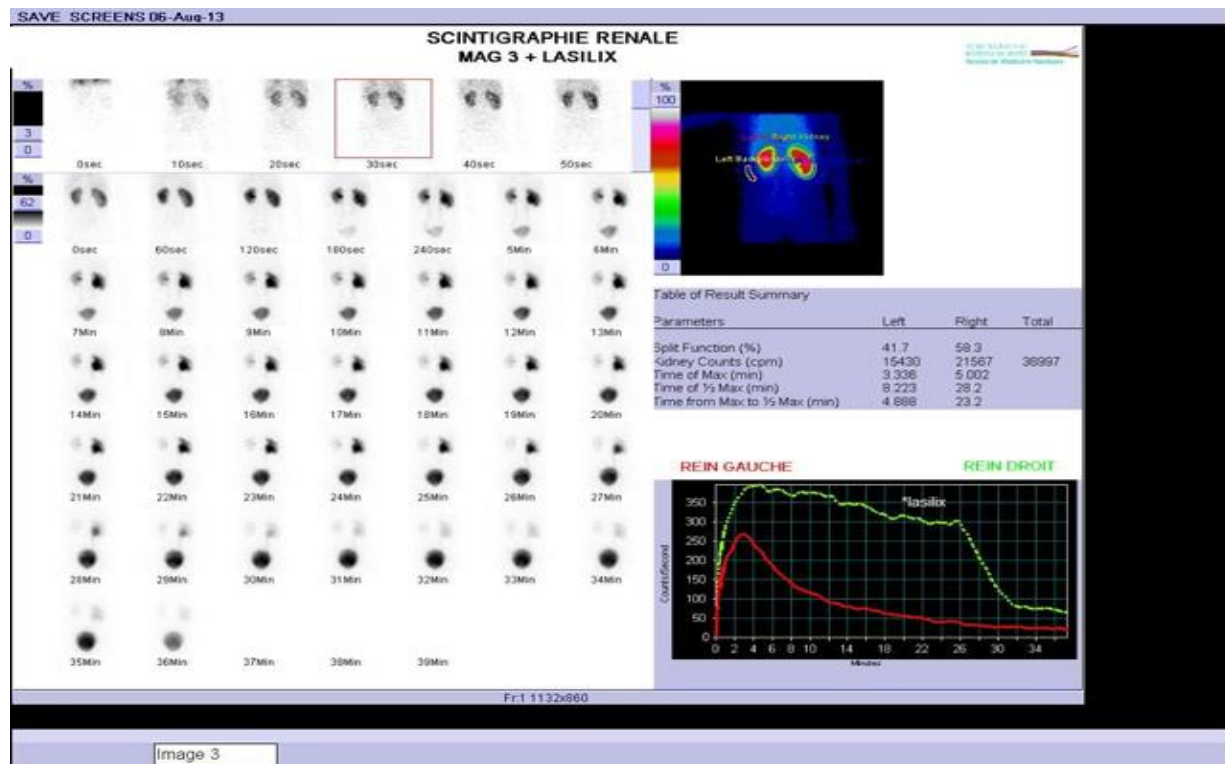 SAVE SCREENS 06-Aug-13
SCINTIGRAPHIE RENALE
MAG 3 + LASILIX
%
3
0
0sec 10sec 20sec 30sec 40sec 50sec
%
62
0
0sec 60sec 120sec 180sec 240sec 5Min 6Min
7Min 8Min 9Min 10Min 11Min 12Min 13Min
14Min 15Min 16Min 17Min 18Min 19Min 20Min
21Min 22Min 23Min 24Min 25Min 26Min 27Min
28Min 29Min 30Min 31Min 32Min 33Min 34Min
35Min 36Min 37Min 38Min 39Min
%
100
Right Kidney
Left
0
Table of Result Summary
Parameters Left Right Total
Split Function (%) 41.7 58.3
Kidney Counts (cpm) 15430 21567 36997
Time of Max (min) 3.336 5.002
Time of ½ Max (min) 8.223 28.2
Time from Max to ½ Max (min) 4.888 23.2
REIN GAUCHE REIN DROIT
*lasilix
Counts/Second
350
300
250
200
150
100
50
0
0 2 4 6 8 10 14 18 22 26 30 34
Minutes
Fr:1 1132x860
Image 3